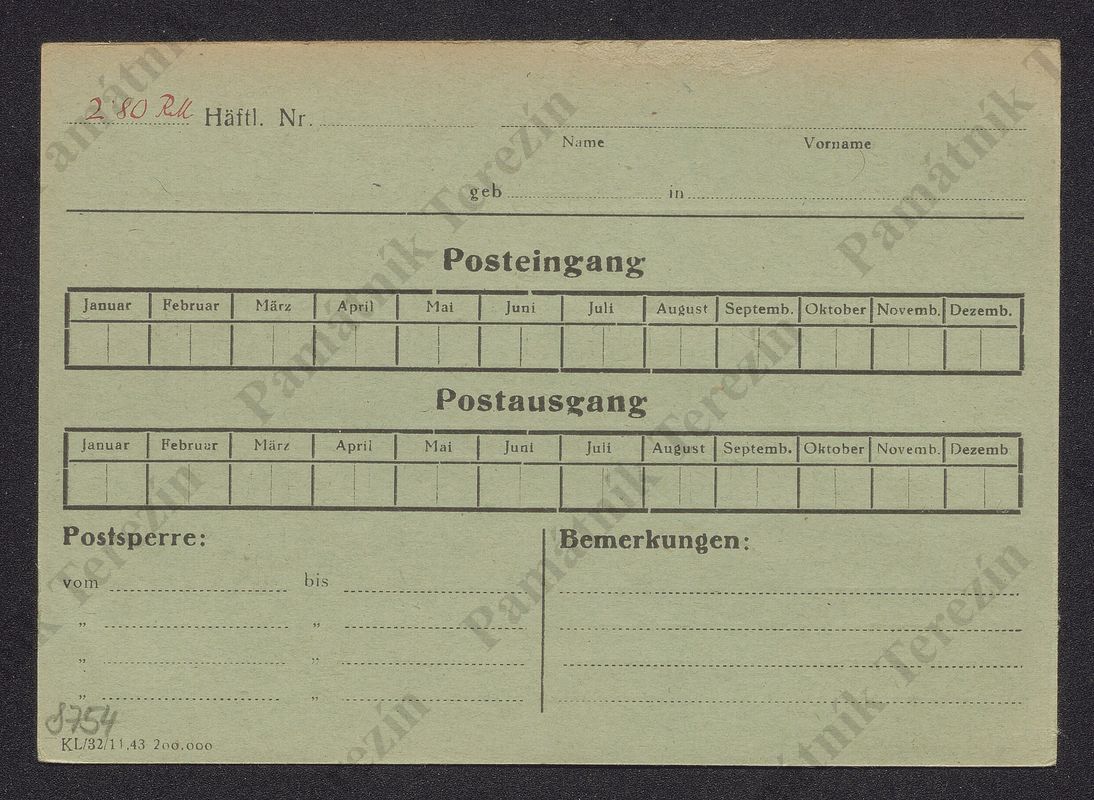 2'80 RM Häftl. Nr.
Name Vorname
geb in
Posteingang
Januar Februar März April Mai Juni Juli August Septemb. Oktober Novemb. Dezemb.
Postausgang
Januar Februar März April Mai Juni Juli August Septemb. Oktober Novemb. Dezemb
Postsperre: Bemerkungen:
vom bis
„ „
„ „
„ „
8754
KL/32/11.43 200.000
Památník Terezín